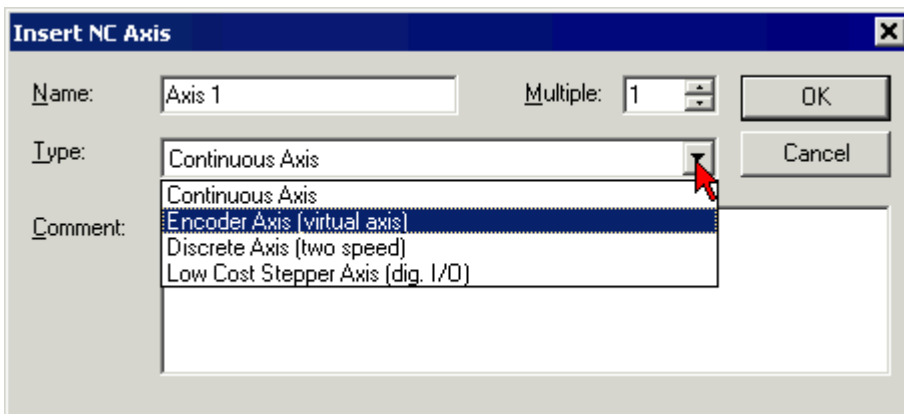 Insert NC Axis
Name: Axis 1 Multiple: 1 OK
Type: Continuous Axis Cancel
Continuous Axis
Encoder Axis (virtual axis)
Discrete Axis (two speed)
Low Cost Stepper Axis (dig. I/O)
Comment: